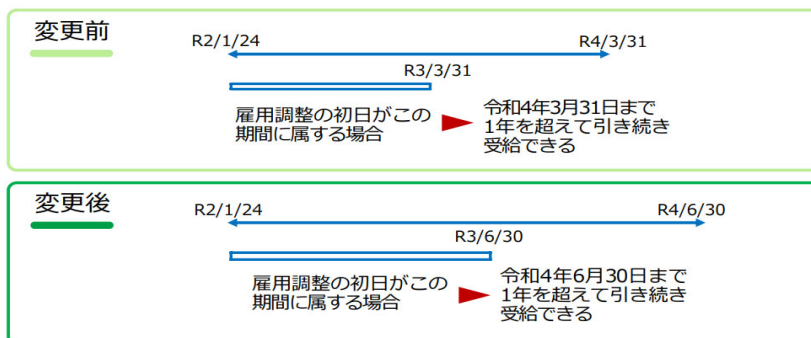 変更前
R2/1/24
R4/3/31
R3/3/31
雇用調整の初日がこの
期間に属する場合
令和4年3月31日まで
1年を超えて引き続き
受給できる
変更後
R2/1/24
R4/6/30
R3/6/30
雇用調整の初日がこの
期間に属する場合
令和4年6月30日まで
1年を超えて引き続き
受給できる